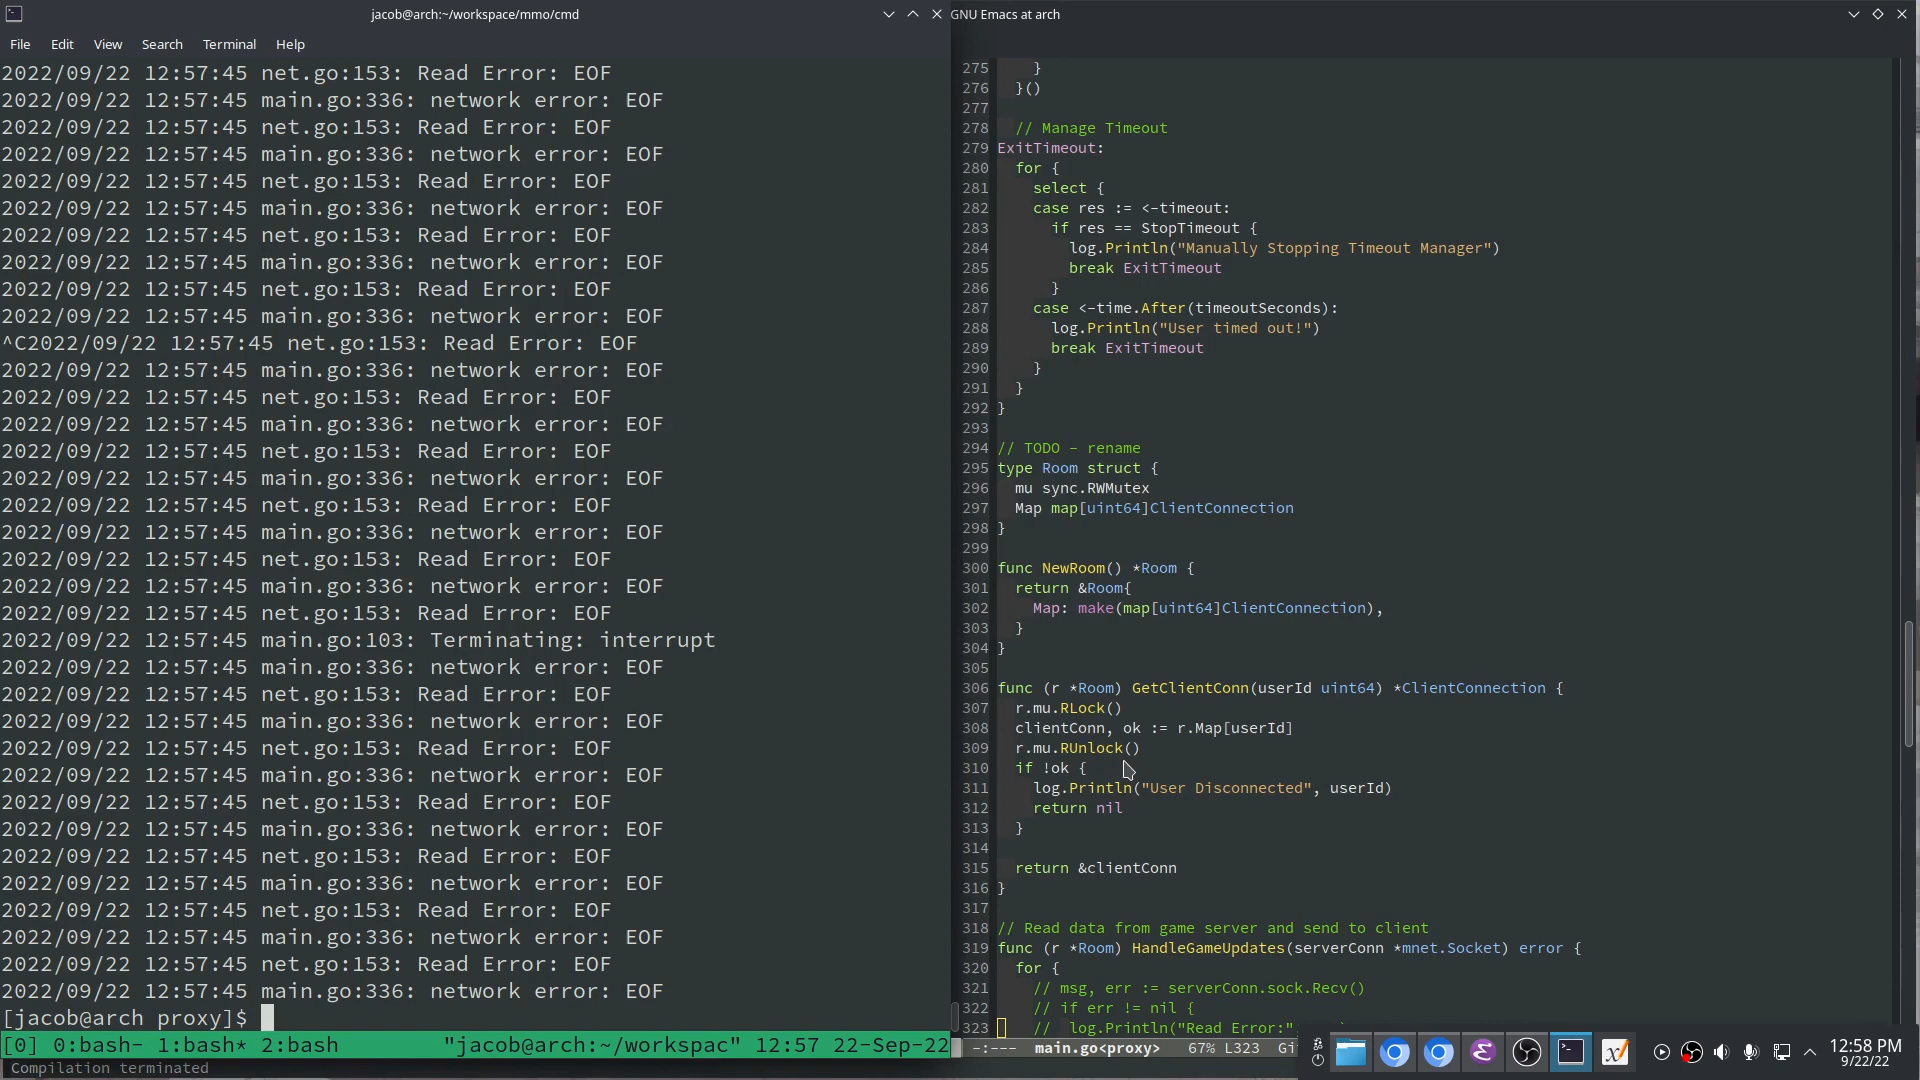 jacob@arch:~/workspace/mmo/cmd
File Edit View Search Terminal Help
2022/09/22 12:57:45 net.go:153: Read Error: EOF
2022/09/22 12:57:45 main.go:336: network error: EOF
2022/09/22 12:57:45 net.go:153: Read Error: EOF
2022/09/22 12:57:45 main.go:336: network error: EOF
2022/09/22 12:57:45 net.go:153: Read Error: EOF
2022/09/22 12:57:45 main.go:336: network error: EOF
2022/09/22 12:57:45 net.go:153: Read Error: EOF
2022/09/22 12:57:45 main.go:336: network error: EOF
2022/09/22 12:57:45 net.go:153: Read Error: EOF
2022/09/22 12:57:45 main.go:336: network error: EOF
^C2022/09/22 12:57:45 net.go:153: Read Error: EOF
2022/09/22 12:57:45 main.go:336: network error: EOF
2022/09/22 12:57:45 net.go:153: Read Error: EOF
2022/09/22 12:57:45 main.go:336: network error: EOF
2022/09/22 12:57:45 net.go:153: Read Error: EOF
2022/09/22 12:57:45 main.go:336: network error: EOF
2022/09/22 12:57:45 net.go:153: Read Error: EOF
2022/09/22 12:57:45 main.go:336: network error: EOF
2022/09/22 12:57:45 net.go:153: Read Error: EOF
2022/09/22 12:57:45 main.go:336: network error: EOF
2022/09/22 12:57:45 net.go:153: Read Error: EOF
2022/09/22 12:57:45 main.go:103: Terminating: interrupt
2022/09/22 12:57:45 main.go:336: network error: EOF
2022/09/22 12:57:45 net.go:153: Read Error: EOF
2022/09/22 12:57:45 main.go:336: network error: EOF
2022/09/22 12:57:45 net.go:153: Read Error: EOF
2022/09/22 12:57:45 main.go:336: network error: EOF
2022/09/22 12:57:45 net.go:153: Read Error: EOF
2022/09/22 12:57:45 main.go:336: network error: EOF
2022/09/22 12:57:45 net.go:153: Read Error: EOF
2022/09/22 12:57:45 main.go:336: network error: EOF
2022/09/22 12:57:45 net.go:153: Read Error: EOF
2022/09/22 12:57:45 main.go:336: network error: EOF
2022/09/22 12:57:45 net.go:153: Read Error: EOF
2022/09/22 12:57:45 main.go:336: network error: EOF
[jacob@arch proxy]$
[0] 0:bash- 1:bash* 2:bash "jacob@arch:~/workspac" 12:57 22-Sep-22
Compilation terminated
GNU Emacs at arch
275 }
276 }()
277
278 // Manage Timeout
279 ExitTimeout:
280 for {
281 select {
282 case res := <-timeout:
283 if res == StopTimeout {
284 log.Println("Manually Stopping Timeout Manager")
285 break ExitTimeout
286 }
287 case <-time.After(timeoutSeconds):
288 log.Println("User timed out!")
289 break ExitTimeout
290 }
291 }
292 }
293
294 // TODO - rename
295 type Room struct {
296 mu sync.RWMutex
297 Map map[uint64]ClientConnection
298 }
299
300 func NewRoom() *Room {
301 return &Room{
302 Map: make(map[uint64]ClientConnection),
303 }
304 }
305
306 func (r *Room) GetClientConn(userId uint64) *ClientConnection {
307 r.mu.RLock()
308 clientConn, ok := r.Map[userId]
309 r.mu.RUnlock()
310 if !ok {
311 log.Println("User Disconnected", userId)
312 return nil
313 }
314
315 return &clientConn
316 }
317
318 // Read data from game server and send to client
319 func (r *Room) HandleGameUpdates(serverConn *mnet.Socket) error {
320 for {
321 // msg, err := serverConn.sock.Recv()
322 // if err != nil {
323 // log.Println("Read Error:"
-:--- main.go<proxy> 67% L323 Gi
12:58 PM
9/22/22